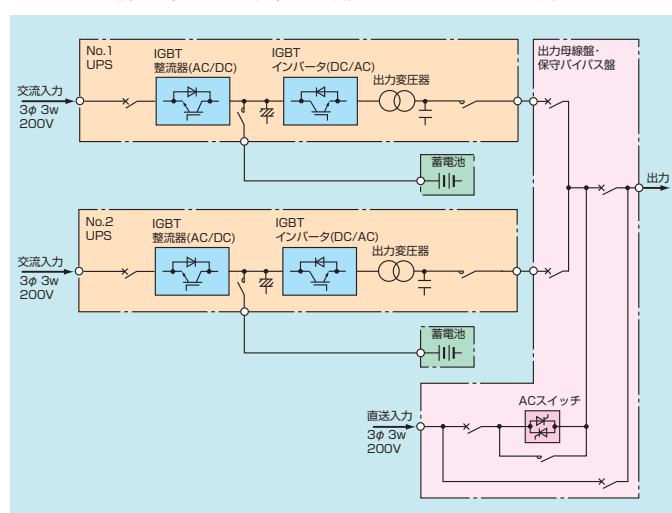 No.1
UPS
IGBT
整流器(AC/DC)
IGBT
インバータ(DC/AC)
出力変圧器
出力母線盤・
保守バイパス盤
交流入力
3φ 3w
200V
蓄電池
出力
No.2
UPS
IGBT
整流器(AC/DC)
IGBT
インバータ(DC/AC)
出力変圧器
交流入力
3φ 3w
200V
蓄電池
ACスイッチ
直送入力
3φ 3w
200V